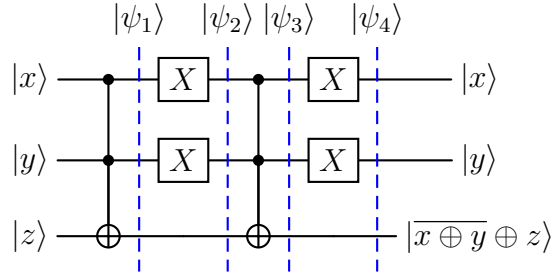 |ψ₁⟩ |ψ₂⟩ |ψ₃⟩ |ψ₄⟩
|x⟩ X X |x⟩
|y⟩ X X |y⟩
|z⟩ |x̅ ̅⊕̅ ̅y̅ ⊕ z⟩